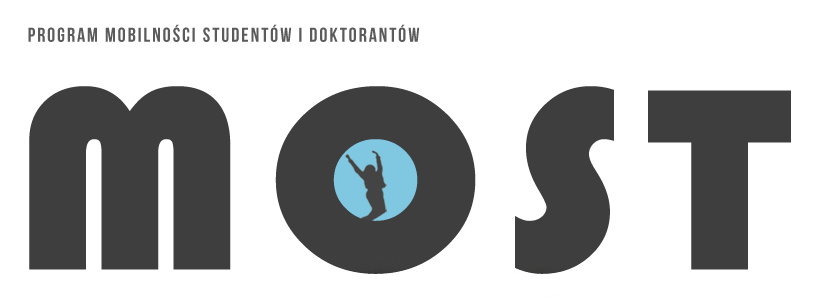 PROGRAM MOBILNOŚCI STUDENTÓW I DOKTORANTÓW
MOST